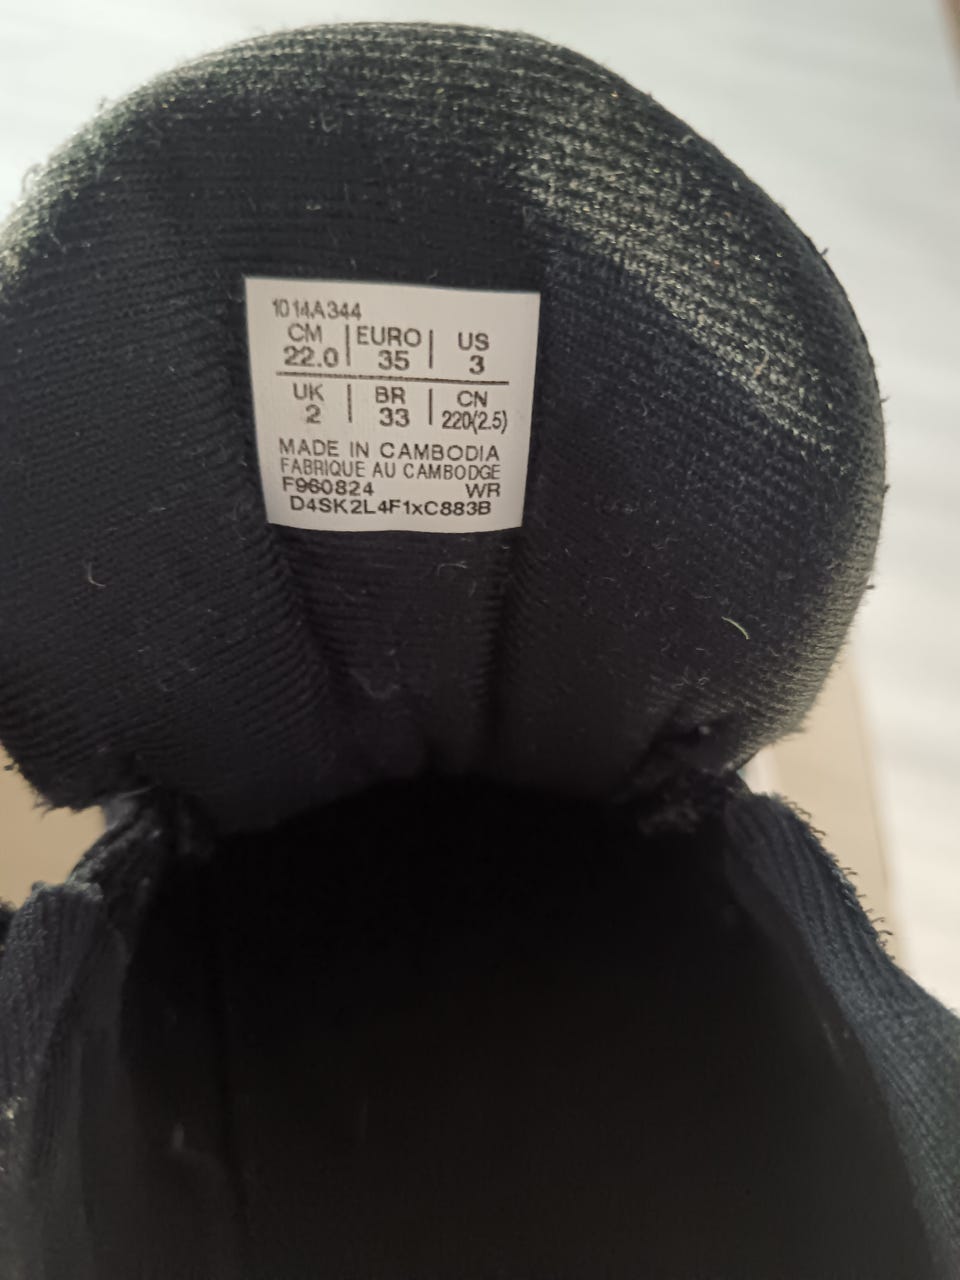 1014A344
CM | EURO | US
22.0 35 3
UK | BR | CN
2 33 220(2.5)
MADE IN CAMBODIA
FABRIQUE AU CAMBODGE
F960824 WR
D4SK2L4F1xC883B